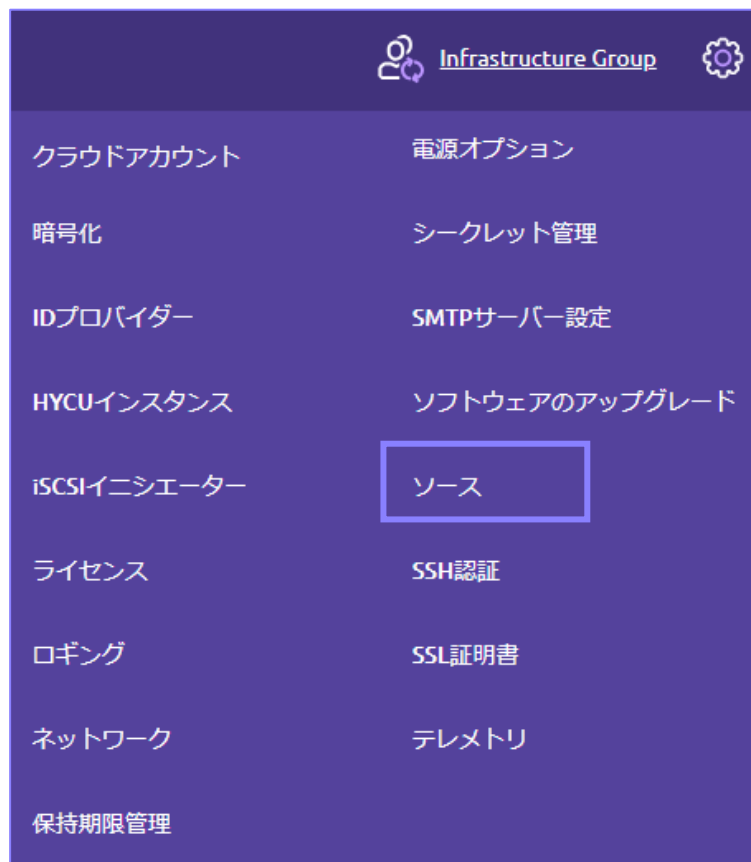 Infrastructure Group
クラウドアカウント
暗号化
IDプロバイダー
HYCUインスタンス
iSCSIイニシエーター
ライセンス
ロギング
ネットワーク
保持期限管理
電源オプション
シークレット管理
SMTPサーバー設定
ソフトウェアのアップグレード
ソース
SSH認証
SSL証明書
テレメトリ